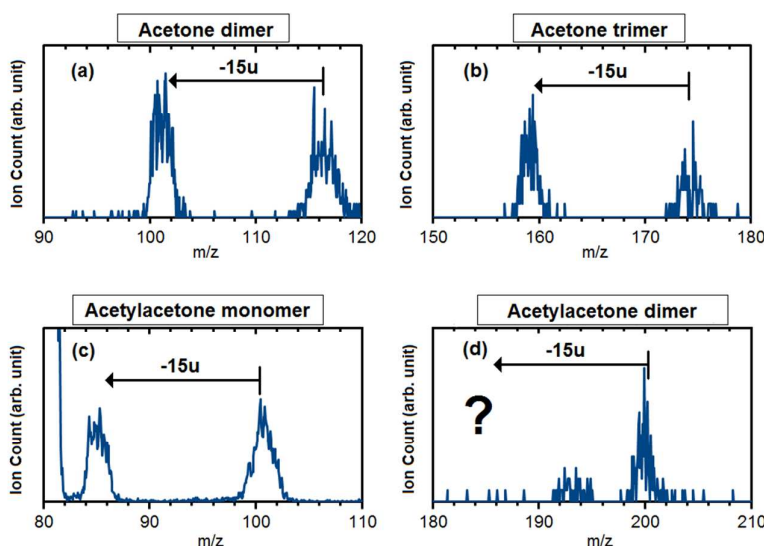 Acetone dimer
Acetone trimer
(a)
-15u
(b)
-15u
Ion Count (arb. unit)
Ion Count (arb. unit)
90 100 110 120
150 160 170 180
m/z
m/z
Acetylacetone monomer
Acetylacetone dimer
(c)
-15u
(d)
-15u
?
Ion Count (arb. unit)
Ion Count (arb. unit)
80 90 100 110
180 190 200 210
m/z
m/z